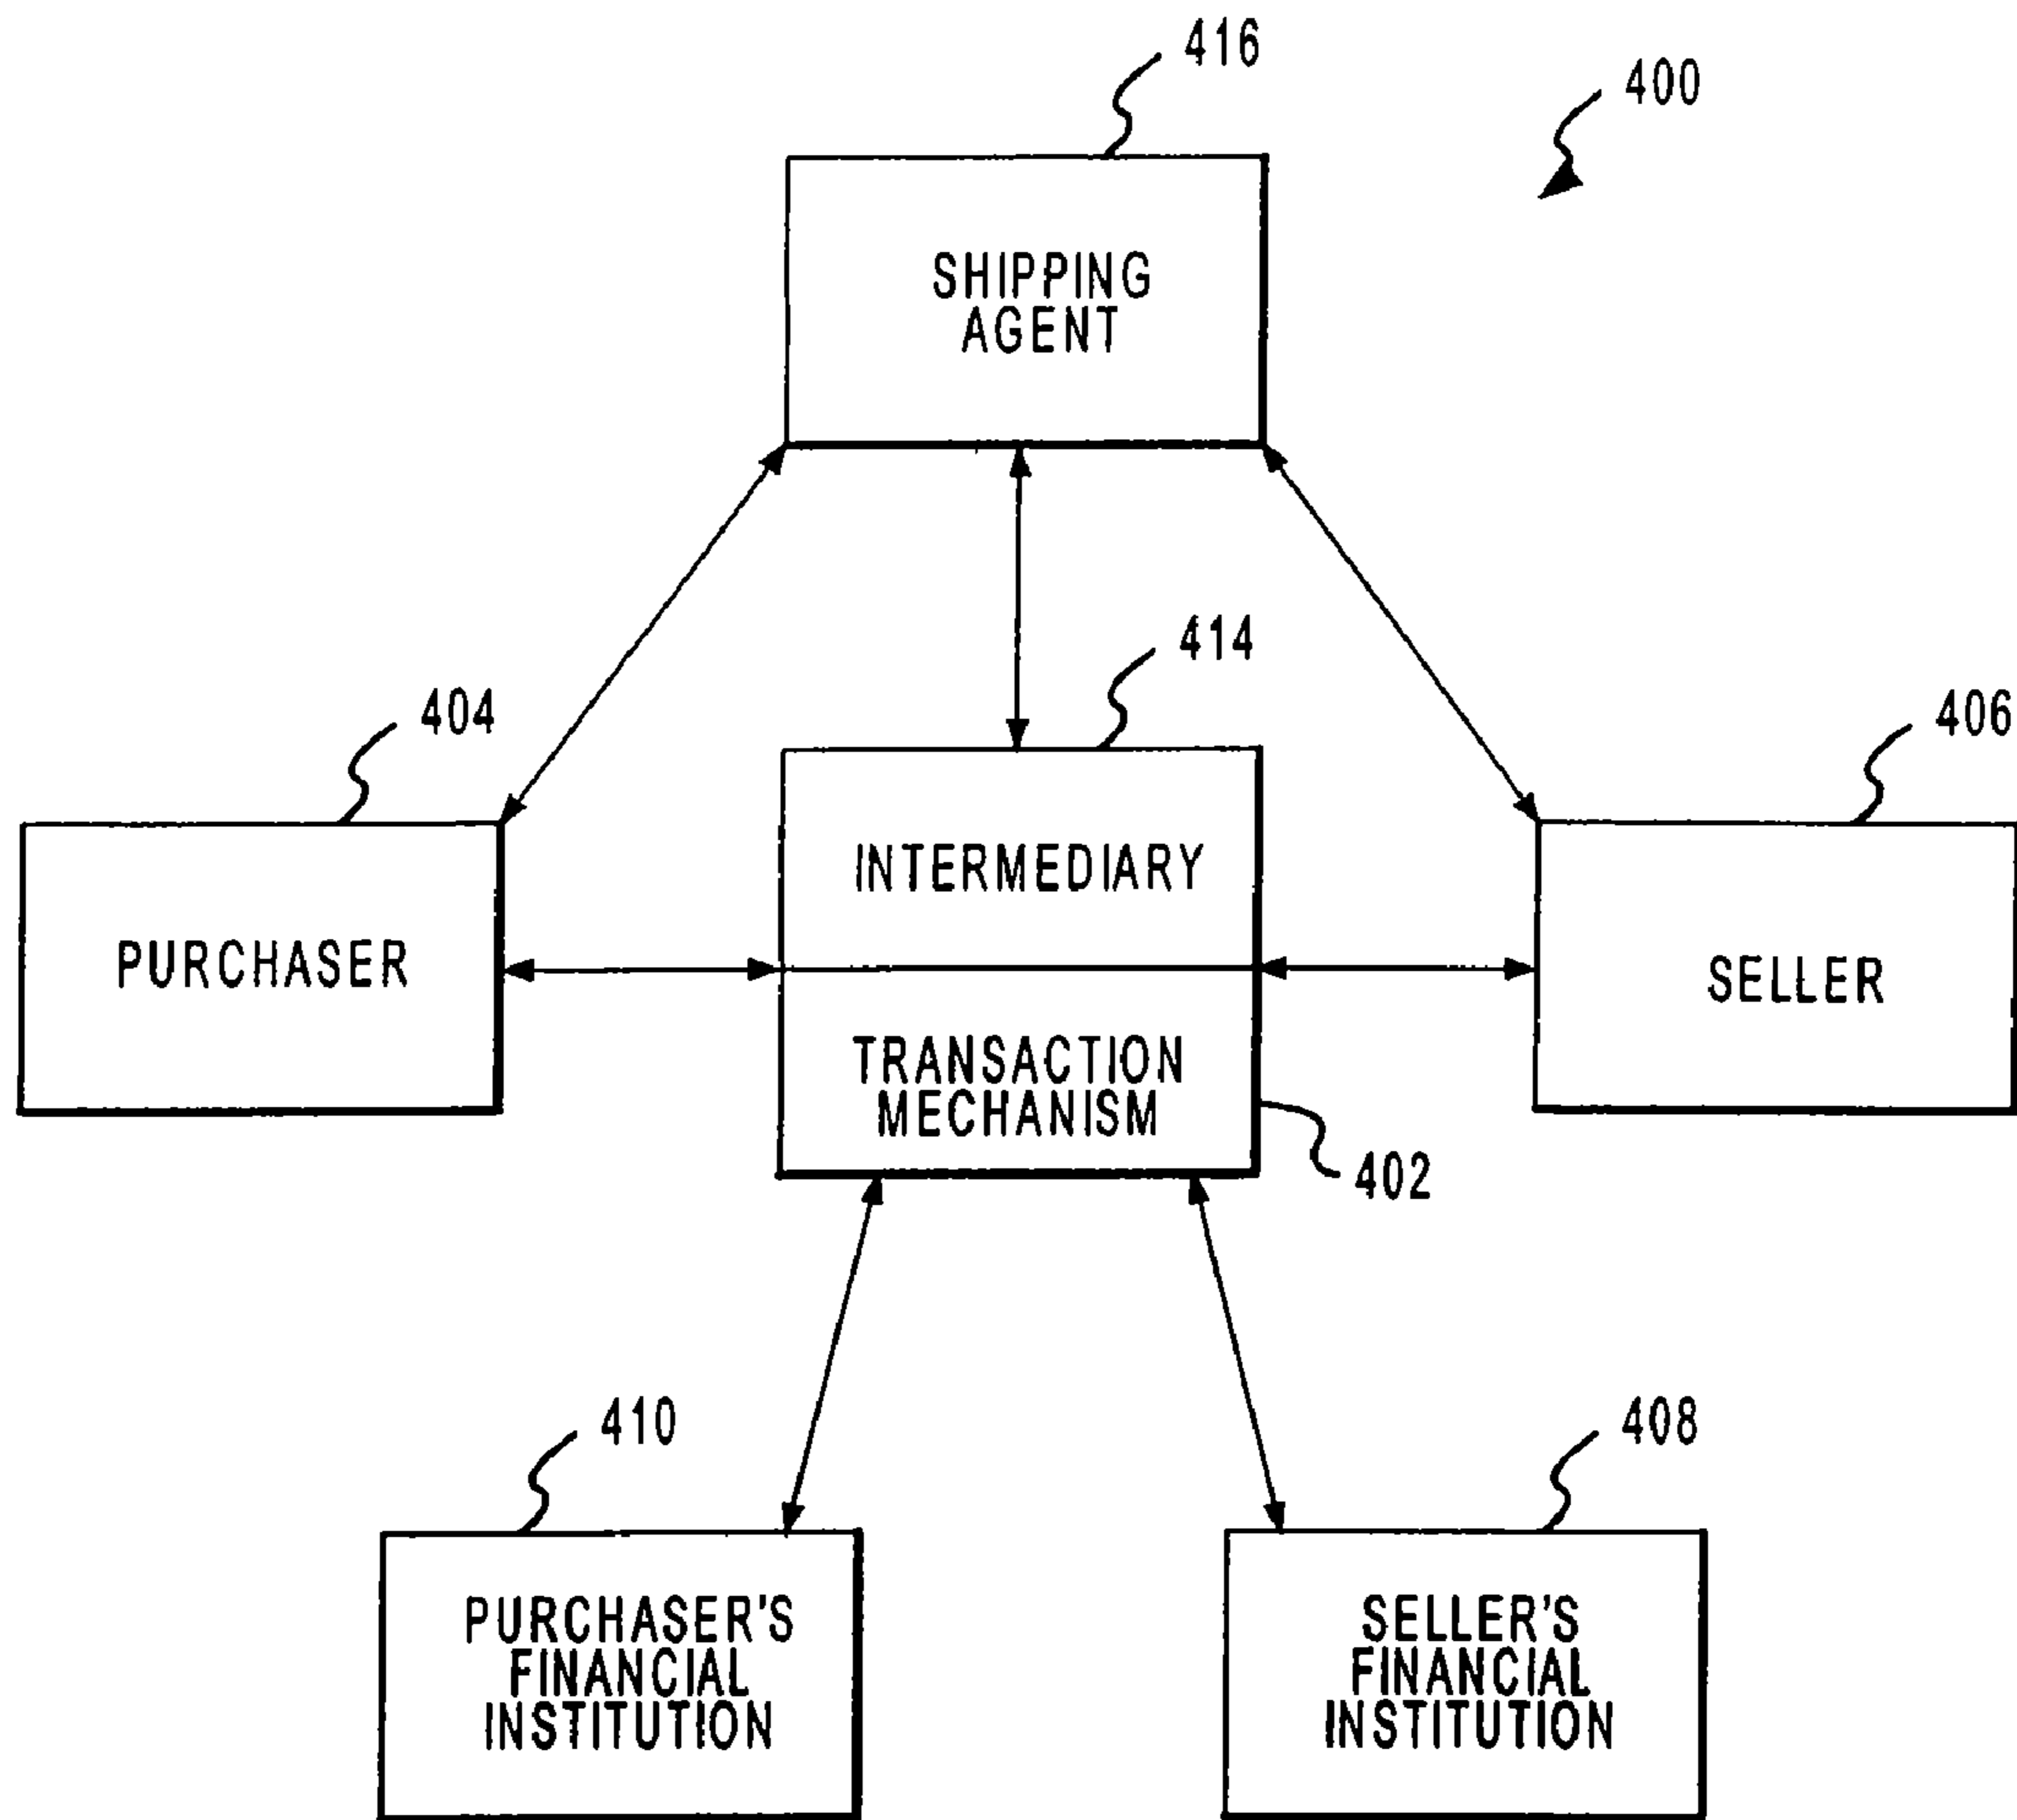 416
400
SHIPPING
AGENT
414
404
406
INTERMEDIARY
PURCHASER
SELLER
TRANSACTION
MECHANISM
402
410
408
PURCHASER'S
FINANCIAL
INSTITUTION
SELLER'S
FINANCIAL
INSTITUTION